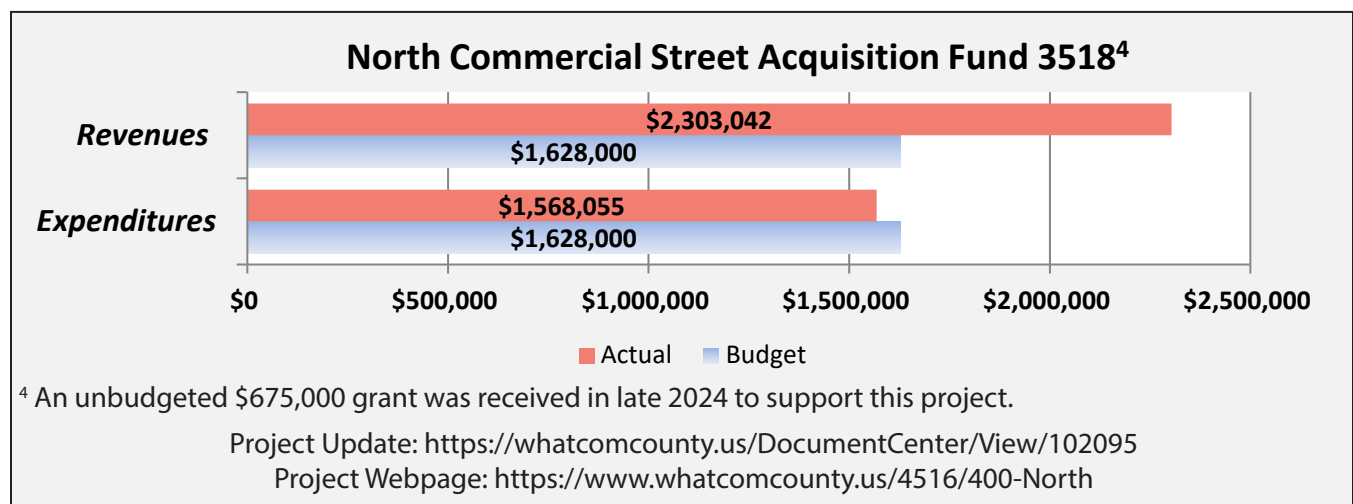 North Commercial Street Acquisition Fund 3518⁴
Revenues
$2,303,042
$1,628,000
Expenditures
$1,568,055
$1,628,000
$0 $500,000 $1,000,000 $1,500,000 $2,000,000 $2,500,000
Actual Budget
⁴ An unbudgeted $675,000 grant was received in late 2024 to support this project.
Project Update: https://whatcomcounty.us/DocumentCenter/View/102095
Project Webpage: https://www.whatcomcounty.us/4516/400-North